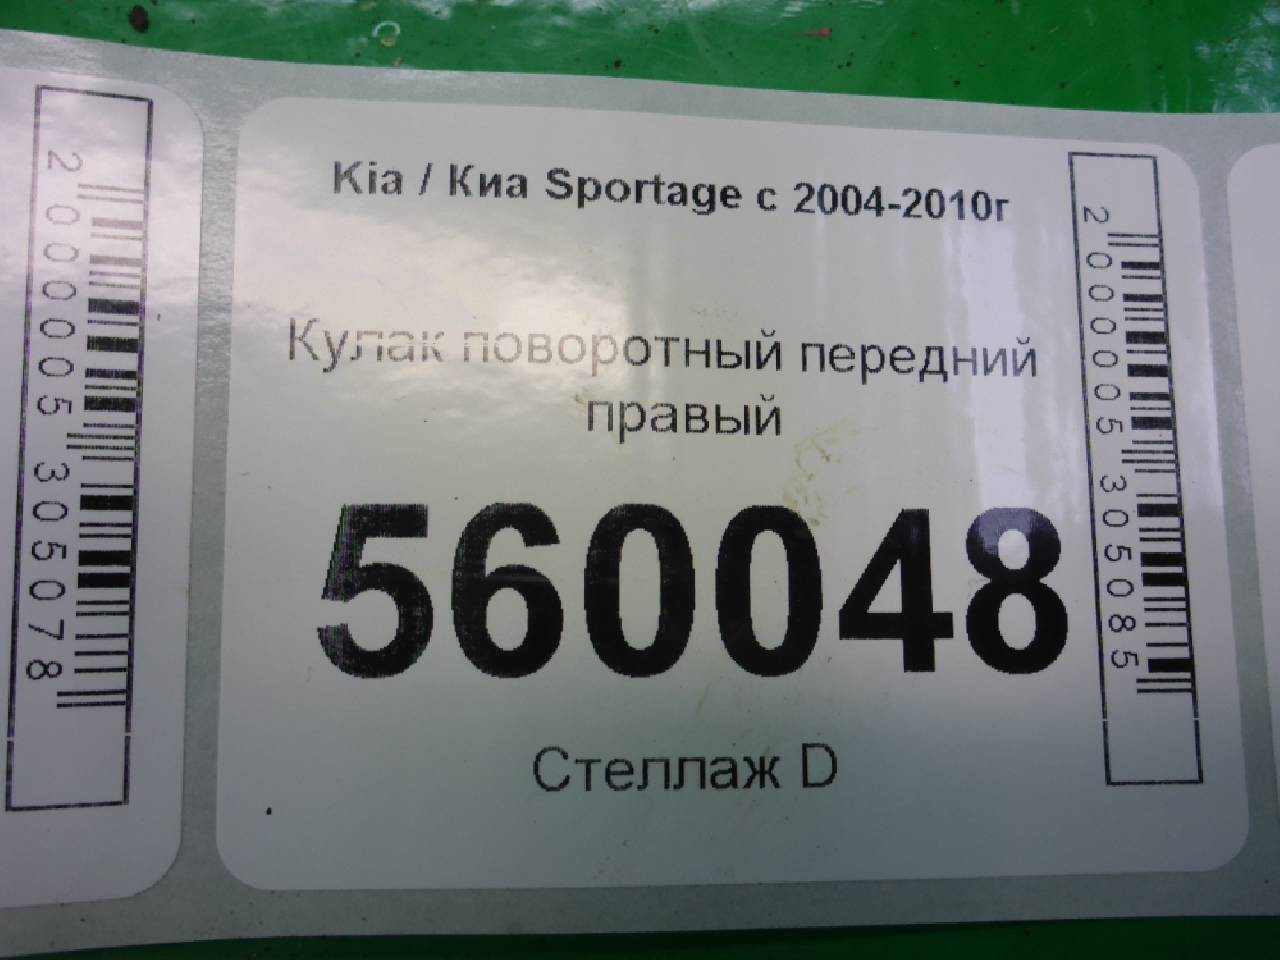 2000005305078
Kia / Киа Sportage с 2004-2010г
Кулак поворотный передний
правый
560048
Стеллаж D
2000005305085